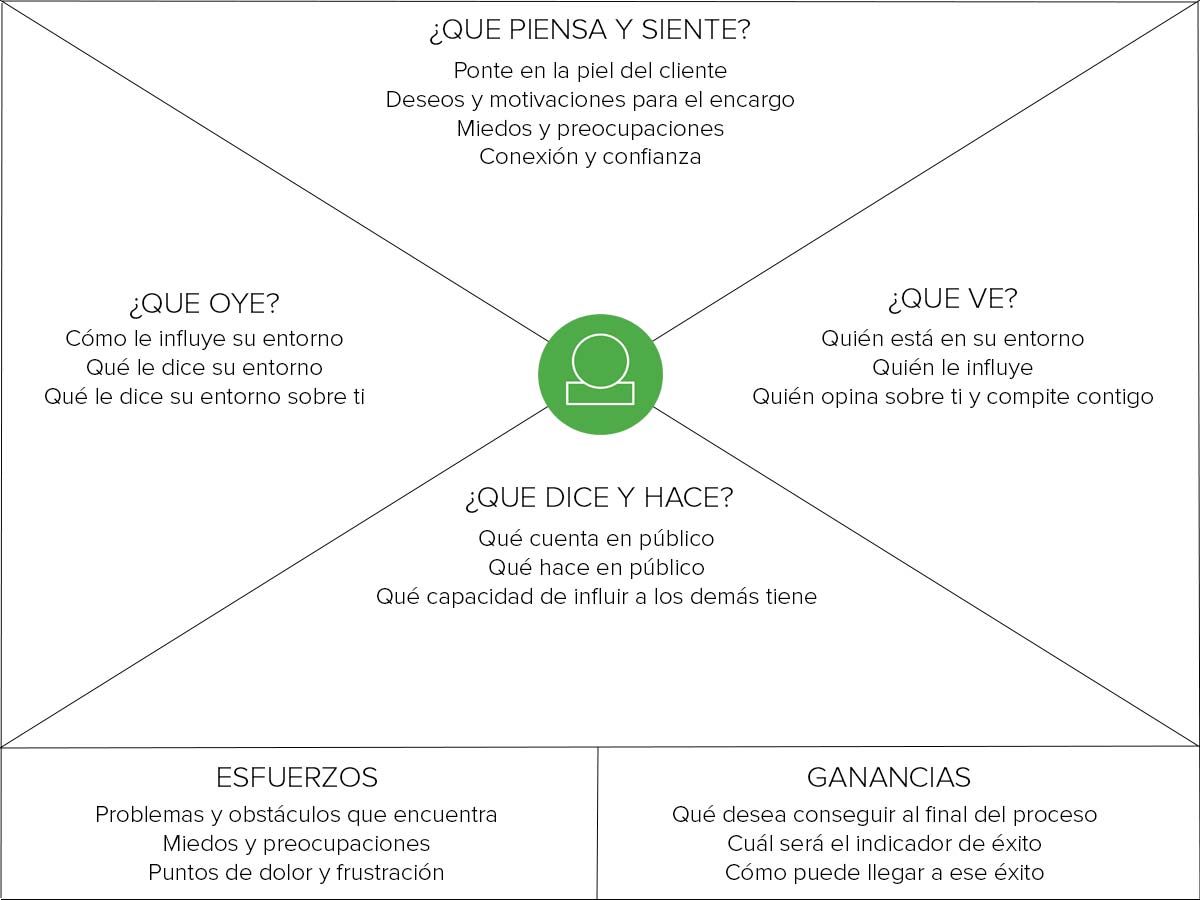 ¿QUE PIENSA Y SIENTE?
Ponte en la piel del cliente
Deseos y motivaciones para el encargo
Miedos y preocupaciones
Conexión y confianza
¿QUE OYE?
Cómo le influye su entorno
Qué le dice su entorno
Qué le dice su entorno sobre ti
¿QUE VE?
Quién está en su entorno
Quién le influye
Quién opina sobre ti y compite contigo
¿QUE DICE Y HACE?
Qué cuenta en público
Qué hace en público
Qué capacidad de influir a los demás tiene
ESFUERZOS
Problemas y obstáculos que encuentra
Miedos y preocupaciones
Puntos de dolor y frustración
GANANCIAS
Qué desea conseguir al final del proceso
Cuál será el indicador de éxito
Cómo puede llegar a ese éxito